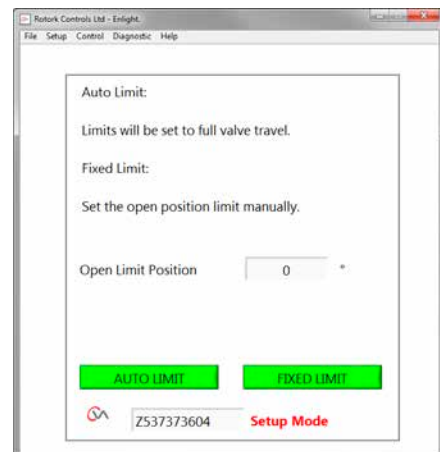 Rotork Controls Ltd - Enlight.
File Setup Control Diagnostic Help
Auto Limit:
Limits will be set to full valve travel.
Fixed Limit:
Set the open position limit manually.
Open Limit Position 0 °
AUTO LIMIT FIXED LIMIT
Z537373604 Setup Mode